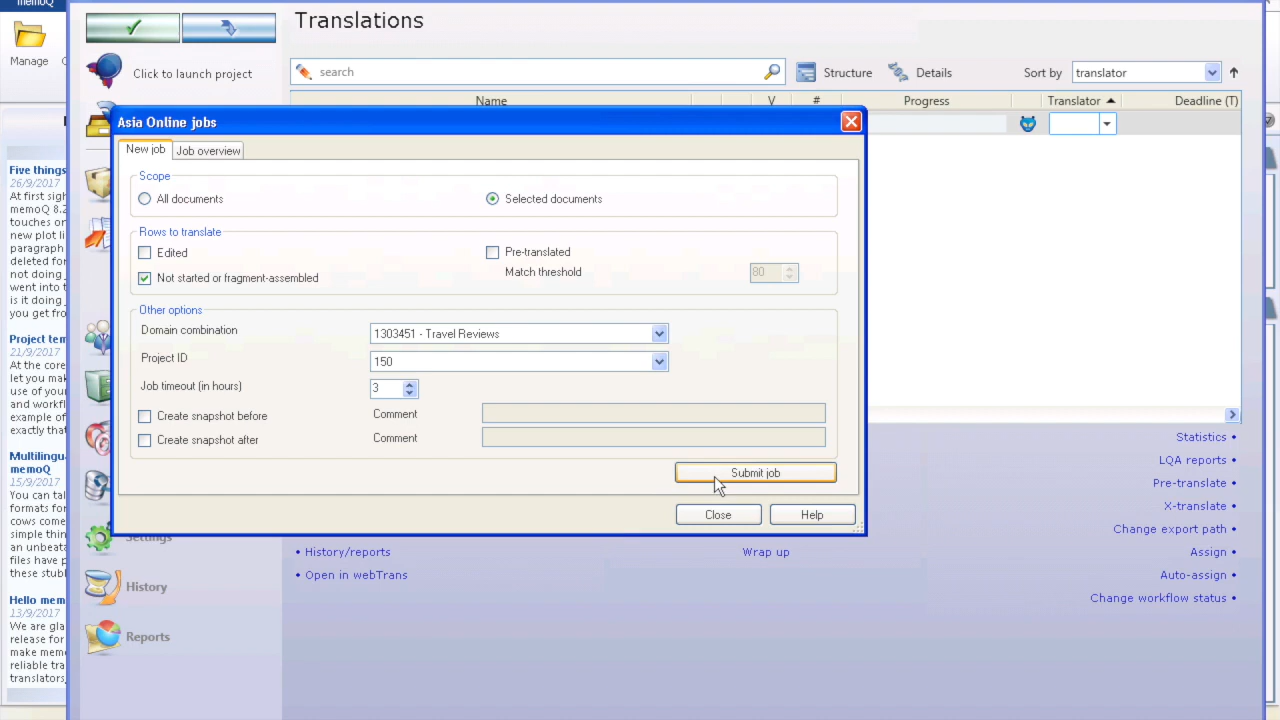 memoQ
Manage
Translations
Click to launch project
search
Structure
Details
Sort by
translator
Name
V
#
Progress
Translator
Deadline (T)
Asia Online jobs
New job
Job overview
Scope
All documents
Selected documents
Rows to translate
Edited
Pre-translated
Match threshold
80
Not started or fragment-assembled
Other options
Domain combination
1303451 - Travel Reviews
Project ID
150
Job timeout (in hours)
3
Create snapshot before
Comment
Create snapshot after
Comment
Submit job
Close
Help
Five things
26/9/2017
At first sigh
memoQ 8.2
touches on
new plot li
paragraph
deleted for
not doing
went into t
is it doing
you get fro
Project tem
21/9/2017
At the core
let you mak
use of your
and workfl
example of
exactly that
Multilingu
memoQ
15/9/2017
You can tal
formats for
cows come
simple thin
an unbeata
files have p
these stubl
Hello mem
13/9/2017
We are gla
release for
make mem
reliable tra
translators
Settings
History
Reports
• History/reports
• Open in webTrans
Wrap up
Statistics •
LQA reports •
Pre-translate •
X-translate •
Change export path •
Assign •
Auto-assign •
Change workflow status •